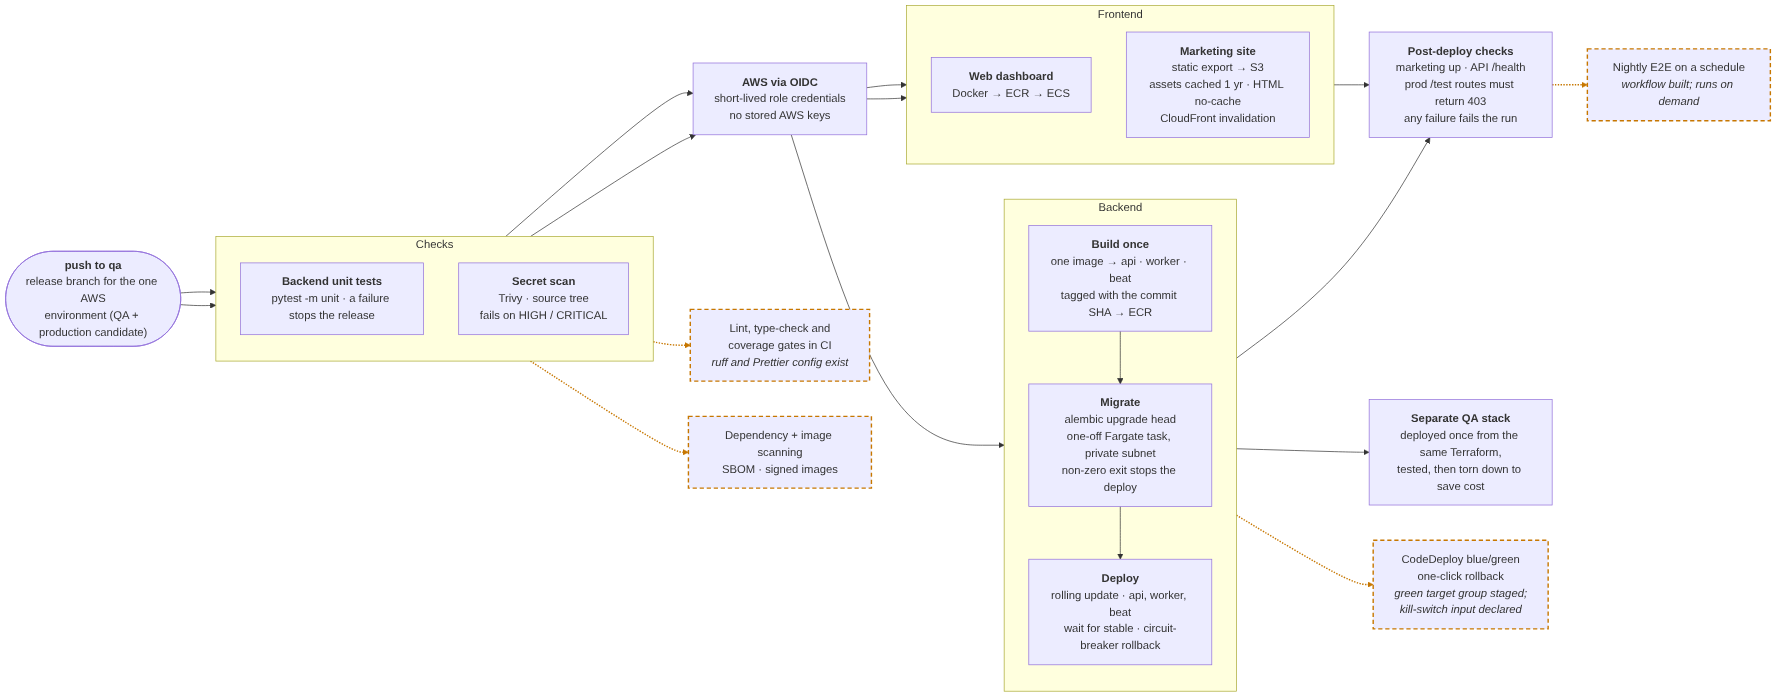 push to qa
release branch for the one
AWS
environment (QA +
production candidate)
Checks
Backend unit tests
pytest -m unit · a failure
stops the release
Secret scan
Trivy · source tree
fails on HIGH / CRITICAL
AWS via OIDC
short-lived role credentials
no stored AWS keys
Lint, type-check and
coverage gates in CI
ruff and Prettier config exist
Dependency + image
scanning
SBOM · signed images
Frontend
Web dashboard
Docker → ECR → ECS
Marketing site
static export → S3
assets cached 1 yr · HTML
no-cache
CloudFront invalidation
Backend
Build once
one image → api · worker ·
beat
tagged with the commit
SHA → ECR
Migrate
alembic upgrade head
one-off Fargate task,
private subnet
non-zero exit stops the
deploy
Deploy
rolling update · api, worker,
beat
wait for stable · circuit-
breaker rollback
Post-deploy checks
marketing up · API /health
prod /test routes must
return 403
any failure fails the run
Nightly E2E on a schedule
workflow built; runs on
demand
Separate QA stack
deployed once from the
same Terraform,
tested, then torn down to
save cost
CodeDeploy blue/green
one-click rollback
green target group staged;
kill-switch input declared